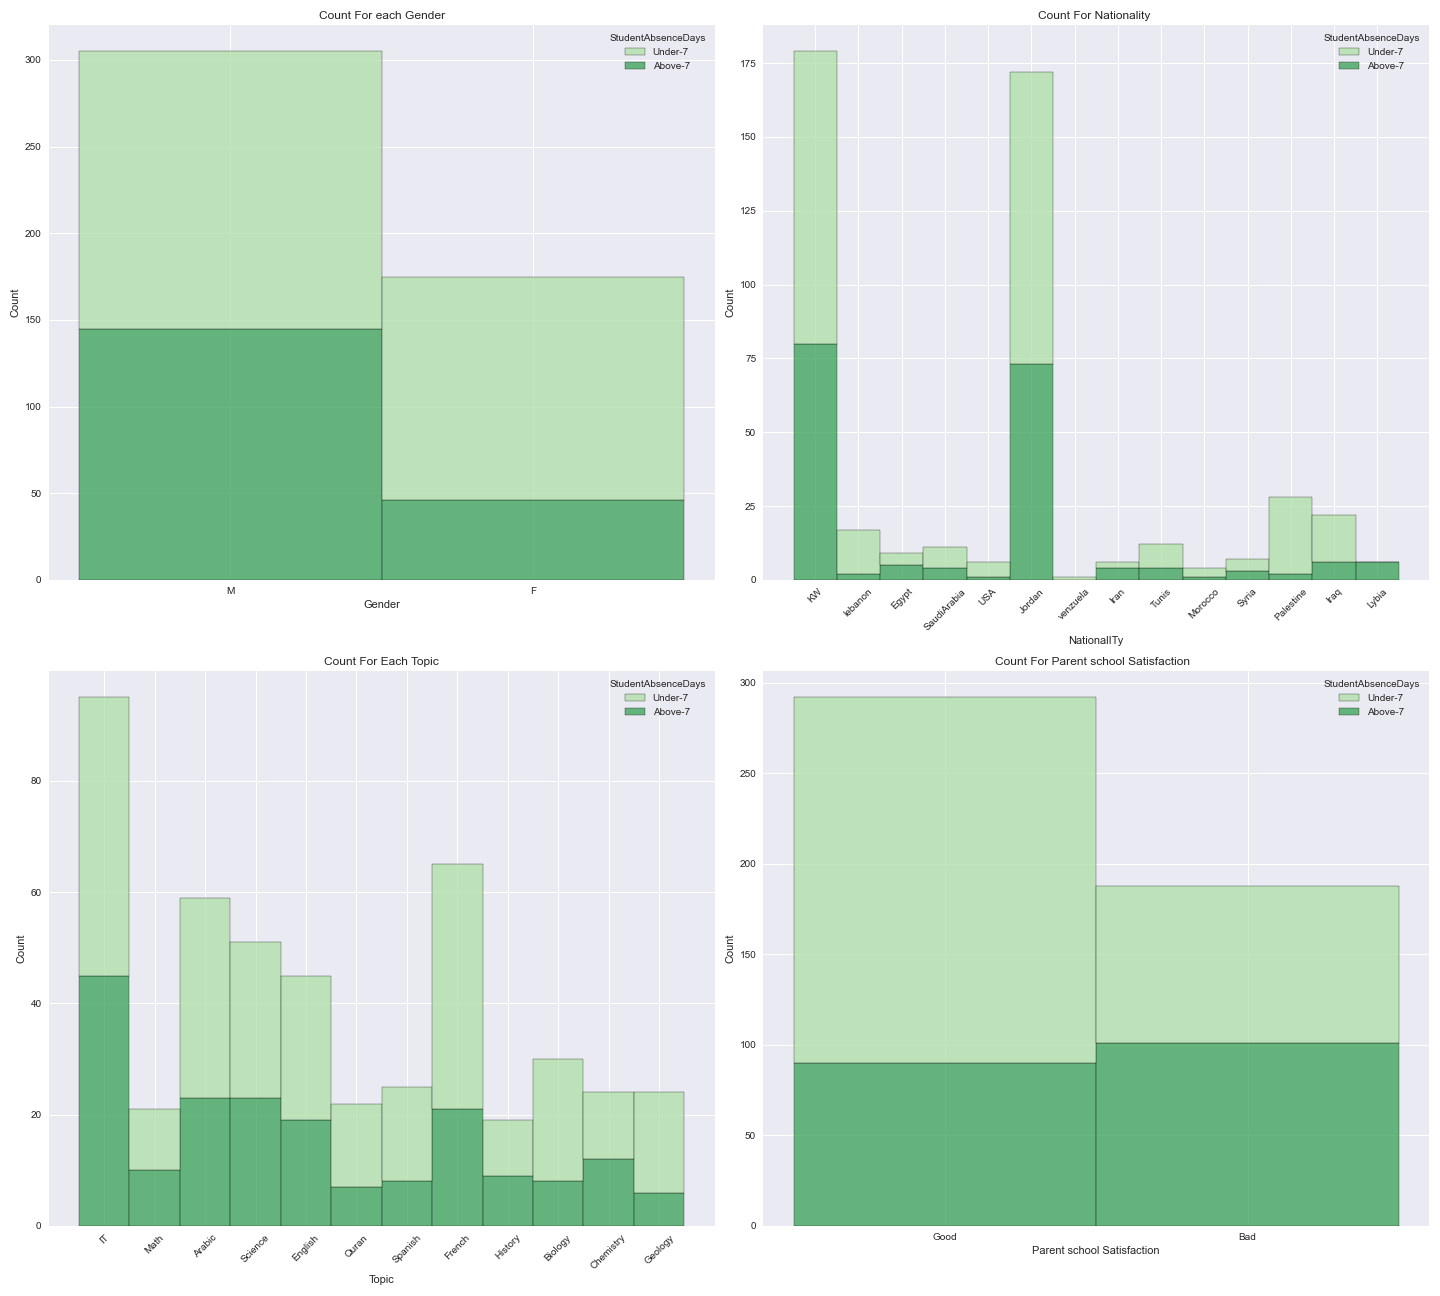 Count For each Gender
StudentAbsenceDays
Under-7
Above-7
300
250
200
150
100
50
0
Count
M F
Gender
Count For Nationality
StudentAbsenceDays
Under-7
Above-7
175
150
125
100
75
50
25
0
Count
KW lebanon Egypt SaudiArabia USA Jordan venzuela Iran Tunis Morocco Syria Palestine Iraq Lybia
NationalITy
Count For Each Topic
StudentAbsenceDays
Under-7
Above-7
80
60
40
20
0
Count
IT Math Arabic Science English Quran Spanish French History Biology Chemistry Geology
Topic
Count For Parent school Satisfaction
StudentAbsenceDays
Under-7
Above-7
300
250
200
150
100
50
0
Count
Good Bad
Parent school Satisfaction